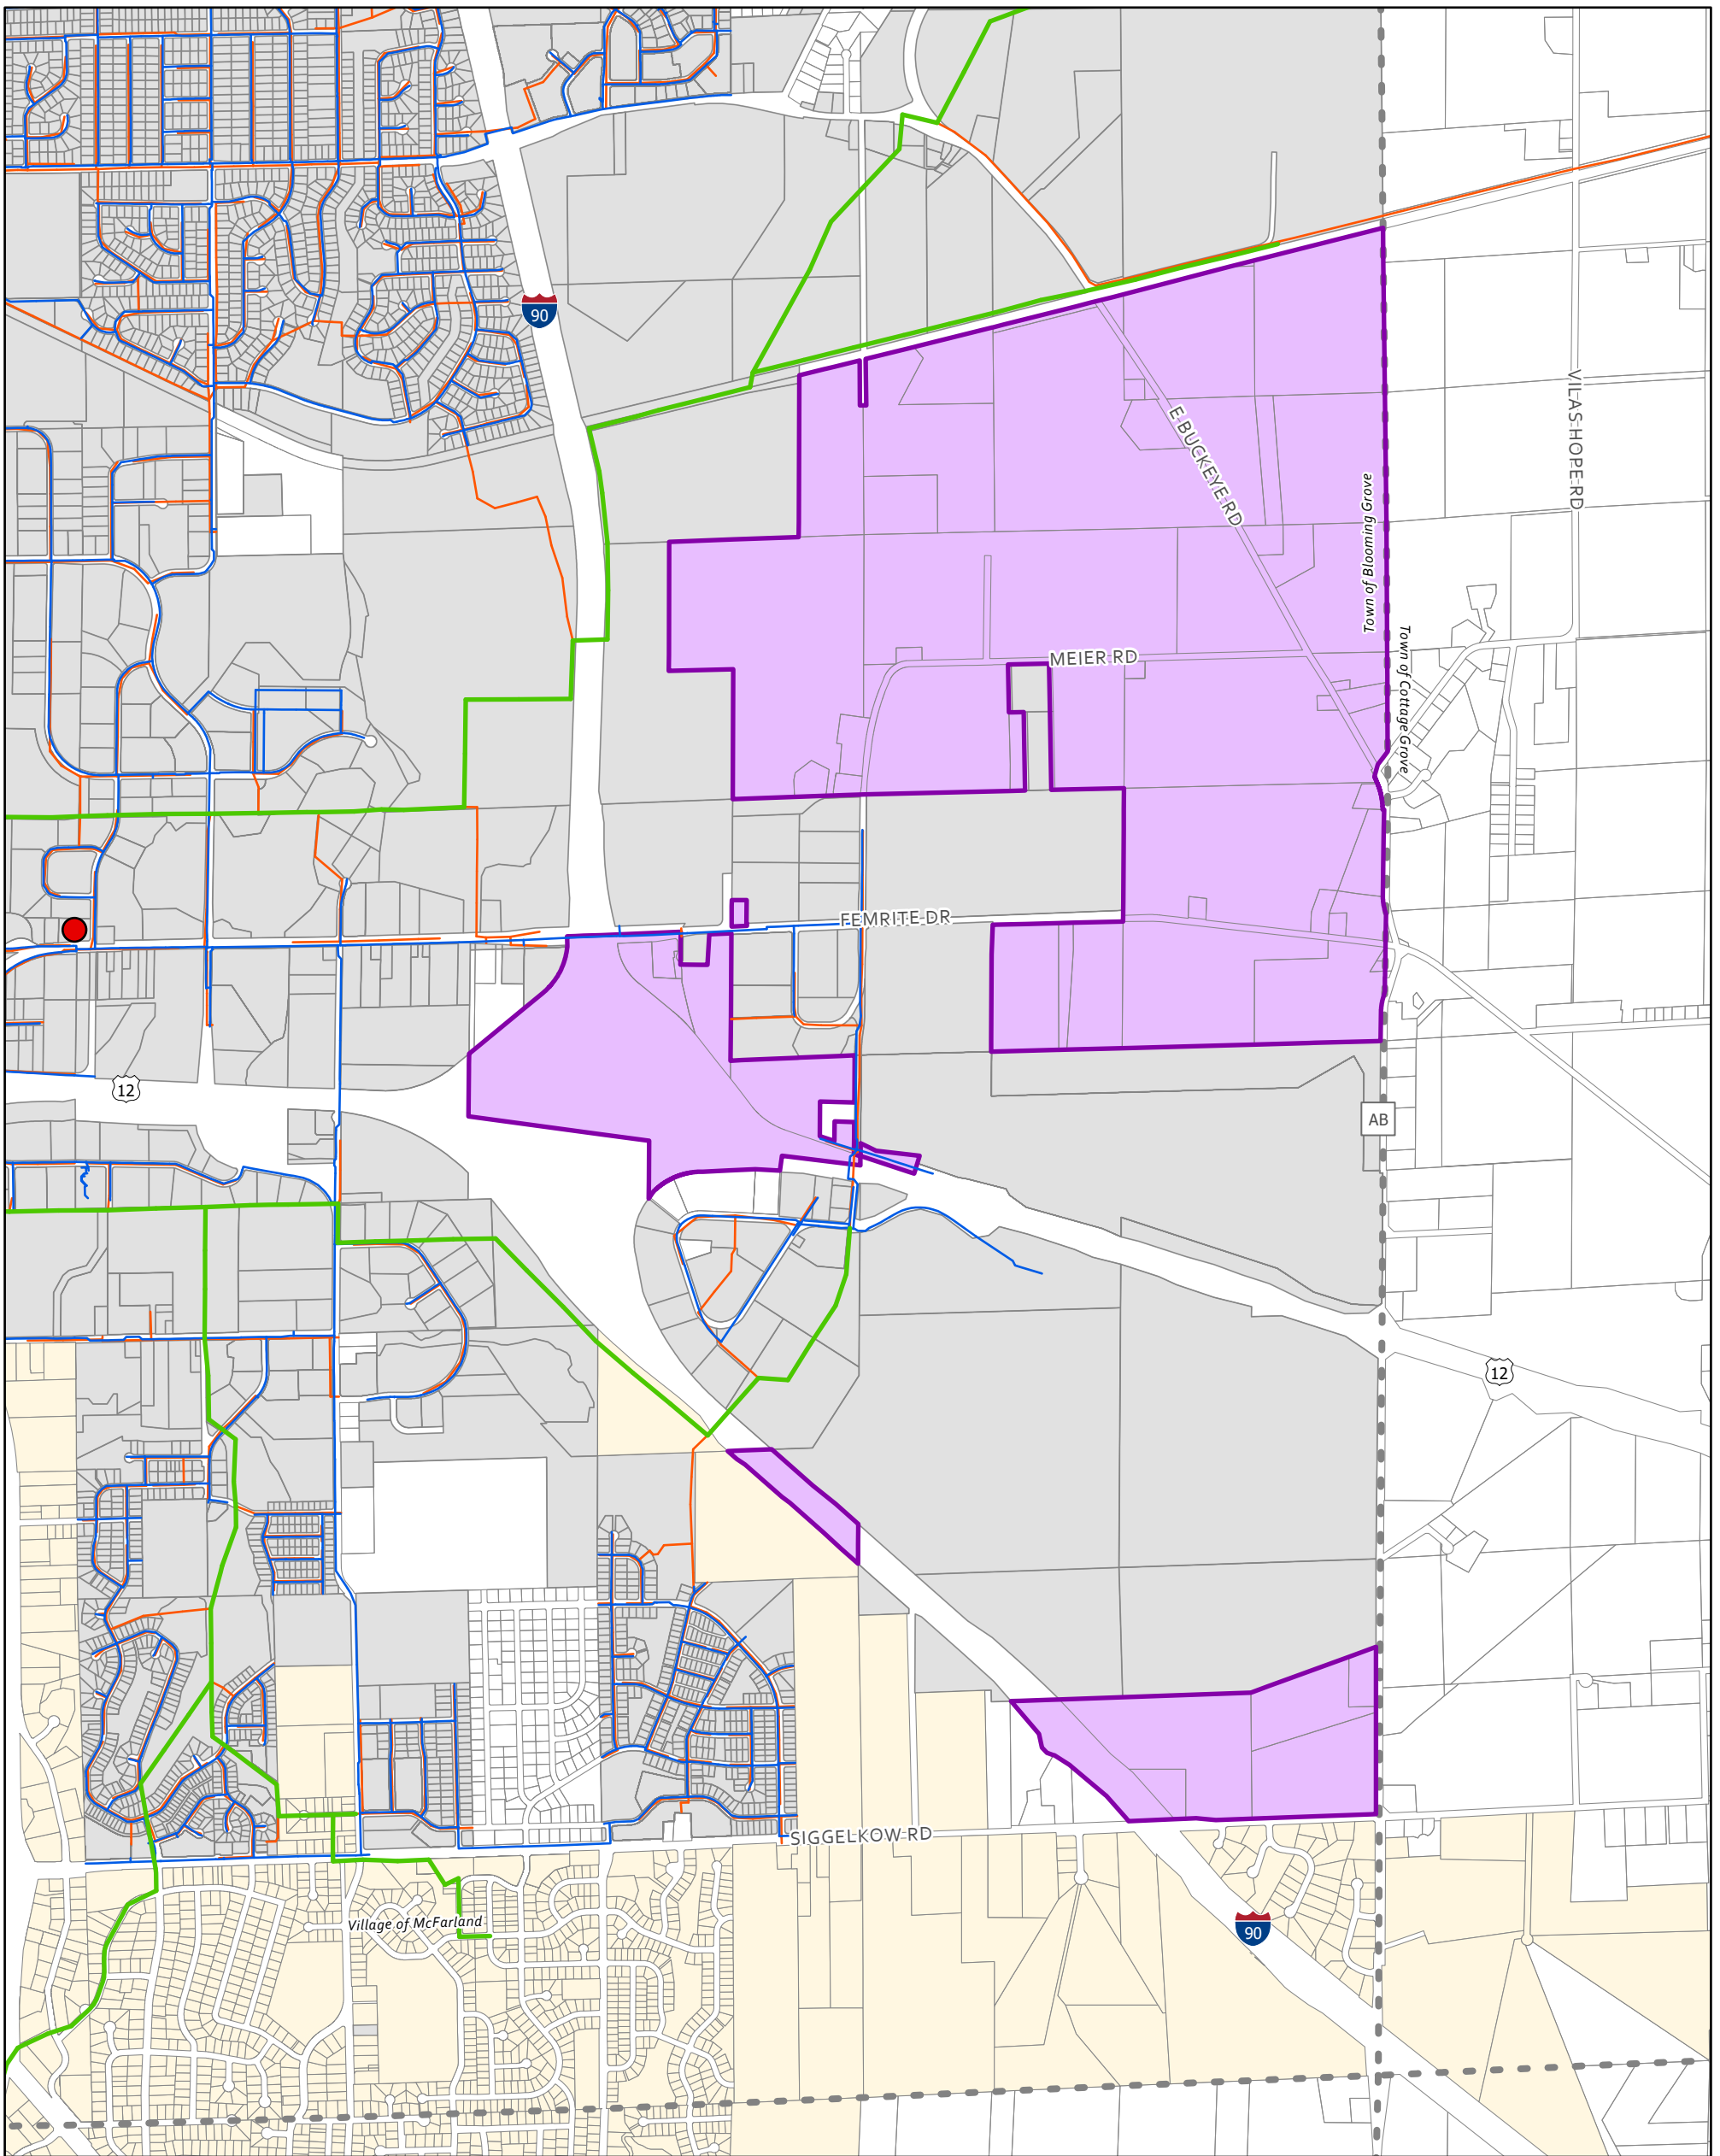 90
VILAS HOPE RD
E BUCKEYE RD
Town of Blooming Grove
Town of Cottage Grove
MEIER RD
FEMRITE DR
12
AB
12
SIGGELKOW RD
Village of McFarland
90